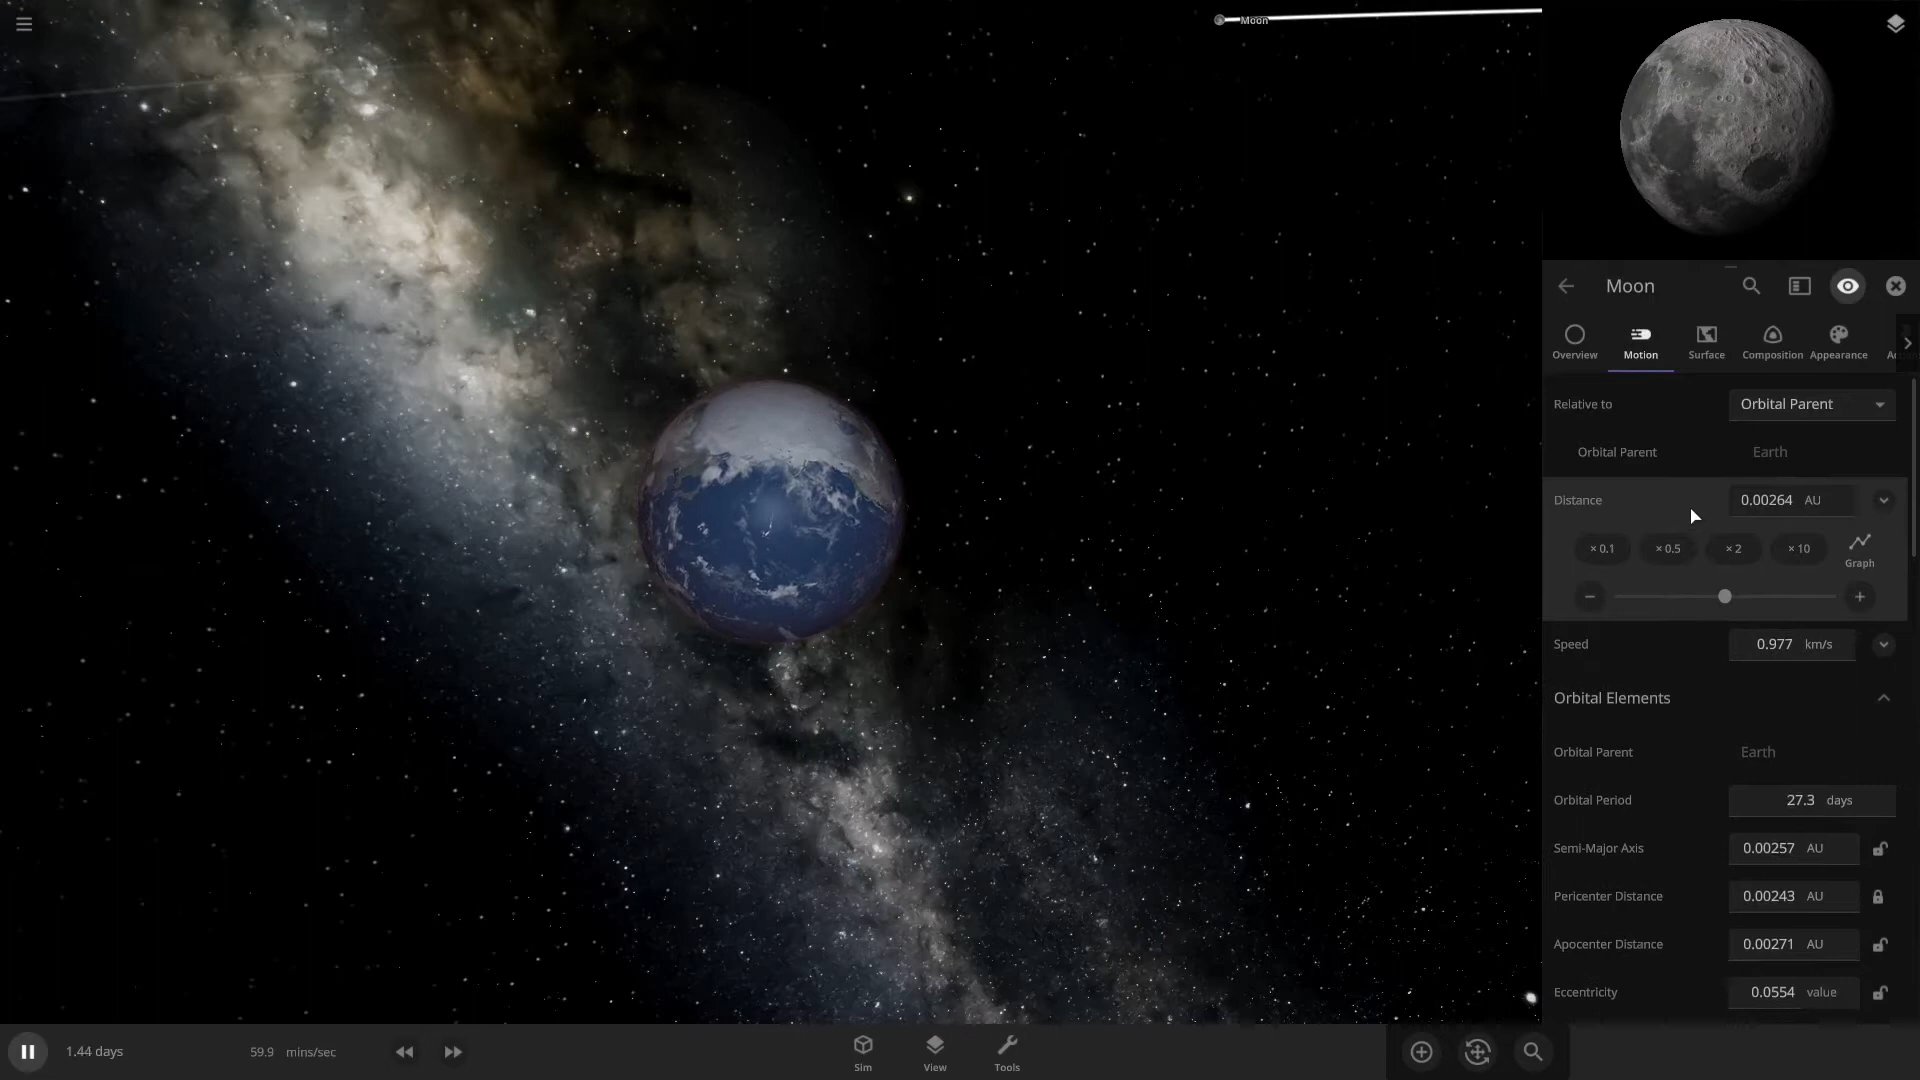 Moon
Moon
Overview Motion Surface Composition Appearance
Relative to Orbital Parent
Orbital Parent Earth
Distance 0.00264 AU
× 0.1 × 0.5 × 2 × 10 Graph
Speed 0.977 km/s
Orbital Elements
Orbital Parent Earth
Orbital Period 27.3 days
Semi-Major Axis 0.00257 AU
Pericenter Distance 0.00243 AU
Apocenter Distance 0.00271 AU
Eccentricity 0.0554 value
1.44 days 59.9 mins/sec
Sim View Tools